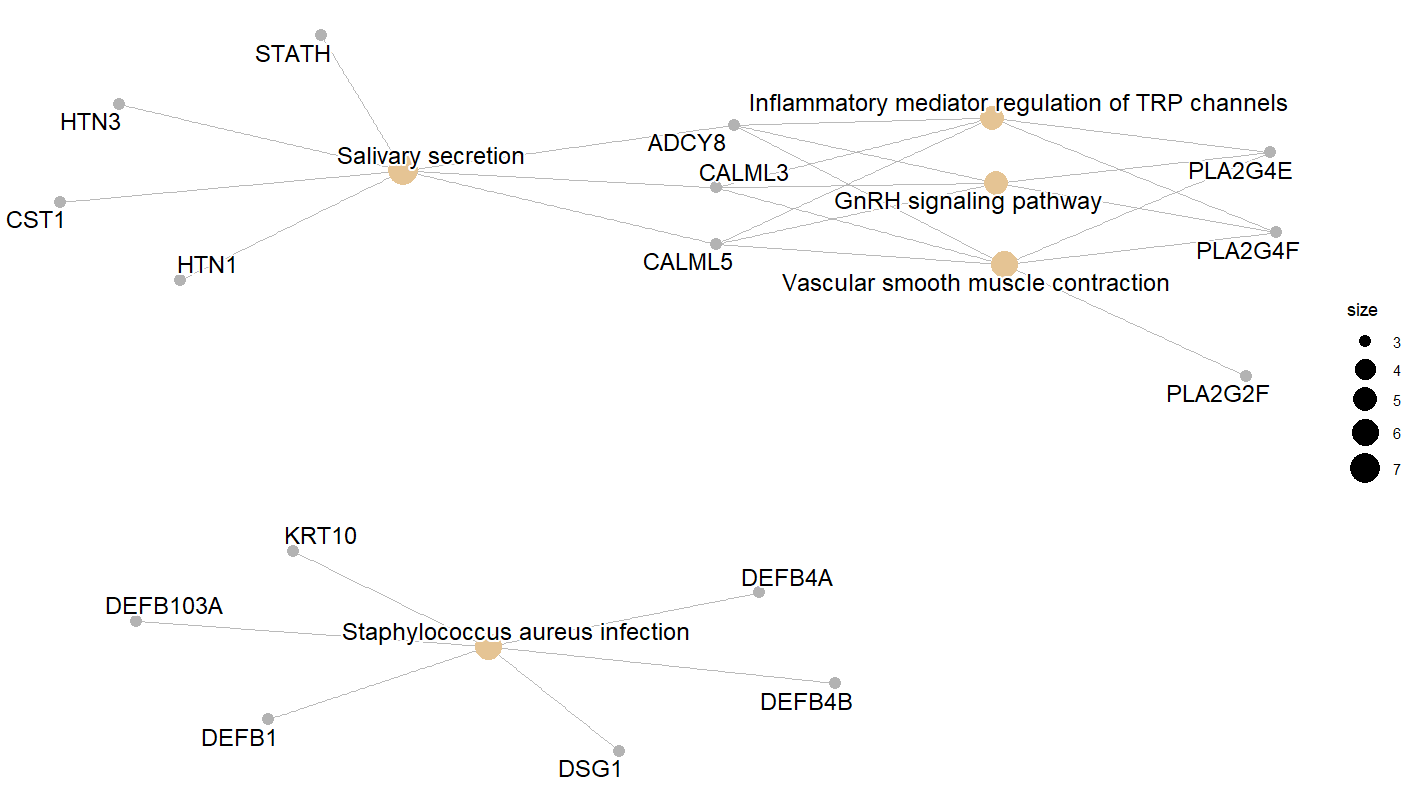 STATH
HTN3
Salivary secretion
CST1
HTN1
Inflammatory mediator regulation of TRP channels
ADCY8
CALML3
PLA2G4E
GnRH signaling pathway
CALML5
PLA2G4F
Vascular smooth muscle contraction
PLA2G2F
size
3
4
5
6
7
KRT10
DEFB4A
DEFB103A
Staphylococcus aureus infection
DEFB4B
DEFB1
DSG1